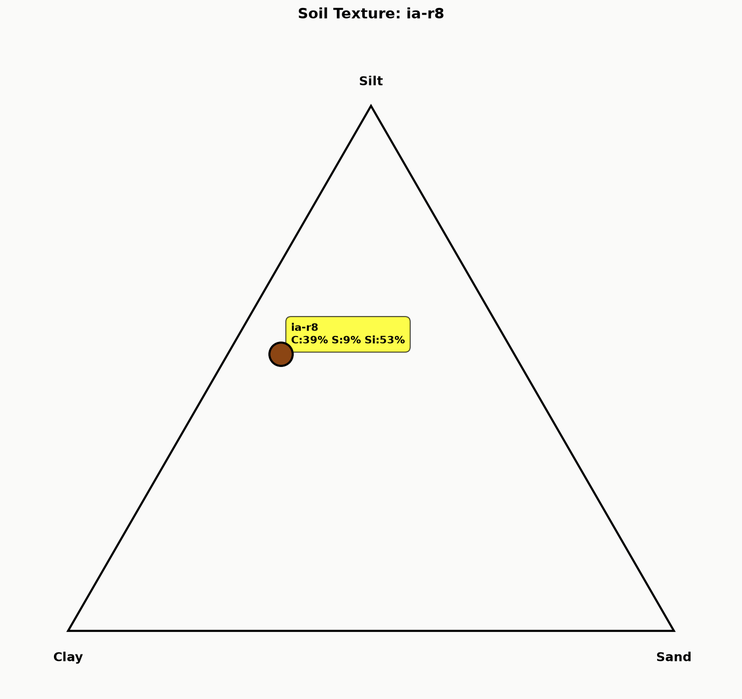 Soil Texture: ia-r8
Silt
ia-r8
C:39% S:9% Si:53%
Clay
Sand